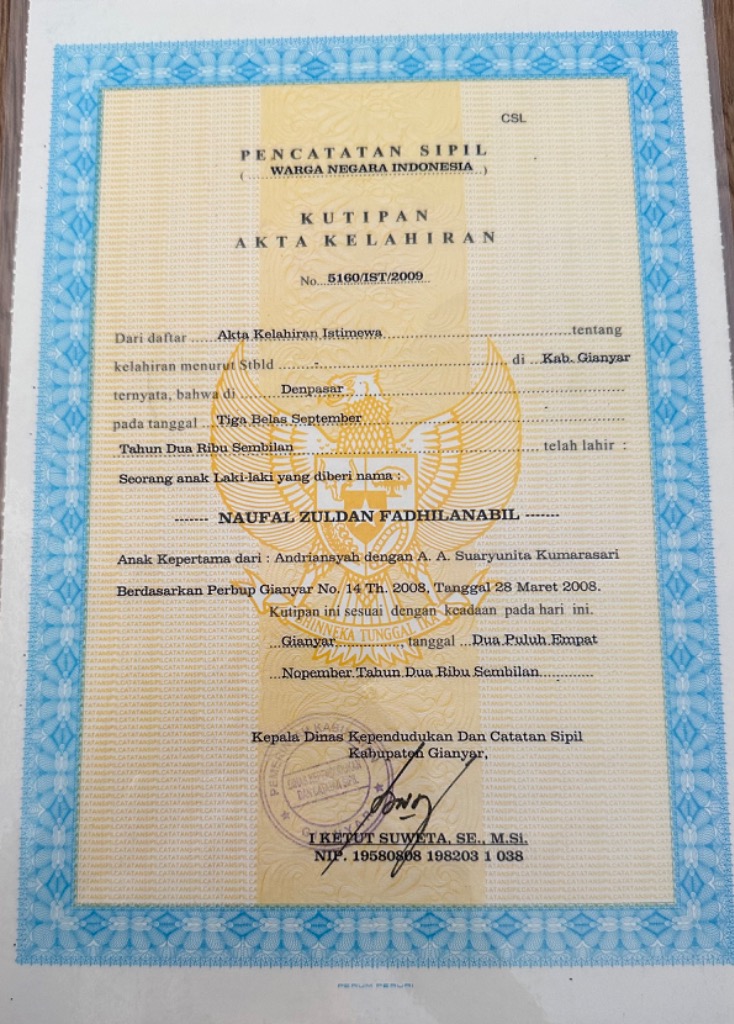 CSL
PENCATATAN SIPIL
( WARGA NEGARA INDONESIA )
KUTIPAN
AKTA KELAHIRAN
No. 5160/IST/2009
Dari daftar Akta Kelahiran Istimewa tentang
kelahiran menurut Stbld - di Kab. Gianyar
ternyata, bahwa di Denpasar
pada tanggal Tiga Belas September
Tahun Dua Ribu Sembilan telah lahir :
Seorang anak Laki-laki yang diberi nama :
------- NAUFAL ZULDAN FADHILANABIL -------
Anak Kepertama dari : Andriansyah dengan A. A. Suaryunita Kumarasari
Berdasarkan Perbup Gianyar No. 14 Th. 2008, Tanggal 28 Maret 2008.
Kutipan ini sesuai dengan keadaan pada hari ini.
BHINNEKA TUNGGAL IKA
Gianyar, tanggal Dua Puluh Empat
Nopember Tahun Dua Ribu Sembilan
Kepala Dinas Kependudukan Dan Catatan Sipil
Kabupaten Gianyar,
DAN CATATAN SIPIL
GIANYAR
I KETUT SUWETA, SE., M.Si.
NIP. 19580808 198203 1 038
PERUM PERURI